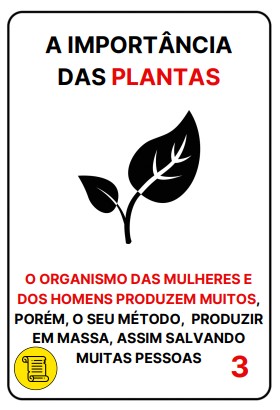 A IMPORTÂNCIA
DAS PLANTAS
O ORGANISMO DAS MULHERES E
DOS HOMENS PRODUZEM MUITOS,
PORÉM, O SEU MÉTODO, PRODUZIR
EM MASSA, ASSIM SALVANDO
MUITAS PESSOAS
3